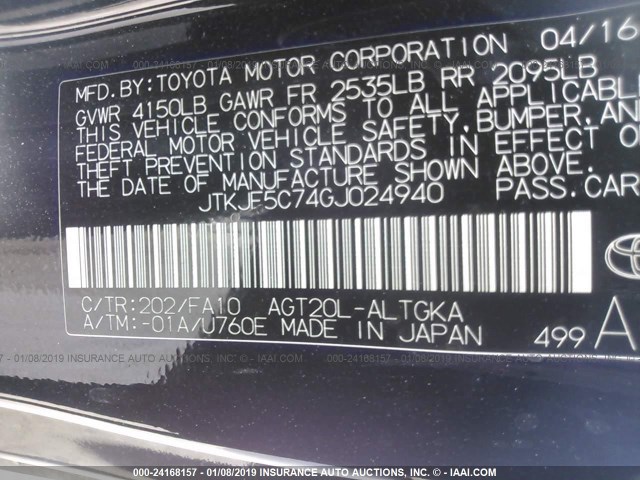 MFD.BY:TOYOTA MOTOR CORPORATION 04/16
GVWR 4150LB GAWR FR 2535LB RR 2095LB
THIS VEHICLE CONFORMS TO ALL APPLICABL
FEDERAL MOTOR VEHICLE SAFETY,BUMPER,AN
THEFT PREVENTION STANDARDS IN EFFECT O
THE DATE OF MANUFACTURE SHOWN ABOVE.
JTKJF5C74GJ024940 PASS.CAR
C/TR:202/FA10 AGT20L-ALTGKA
A/TM:-01A/U760E MADE IN JAPAN 499 A
000-24168157 - 01/08/2019 - INSURANCE AUTO AUCTIONS, INC. - © - IAAI.COM